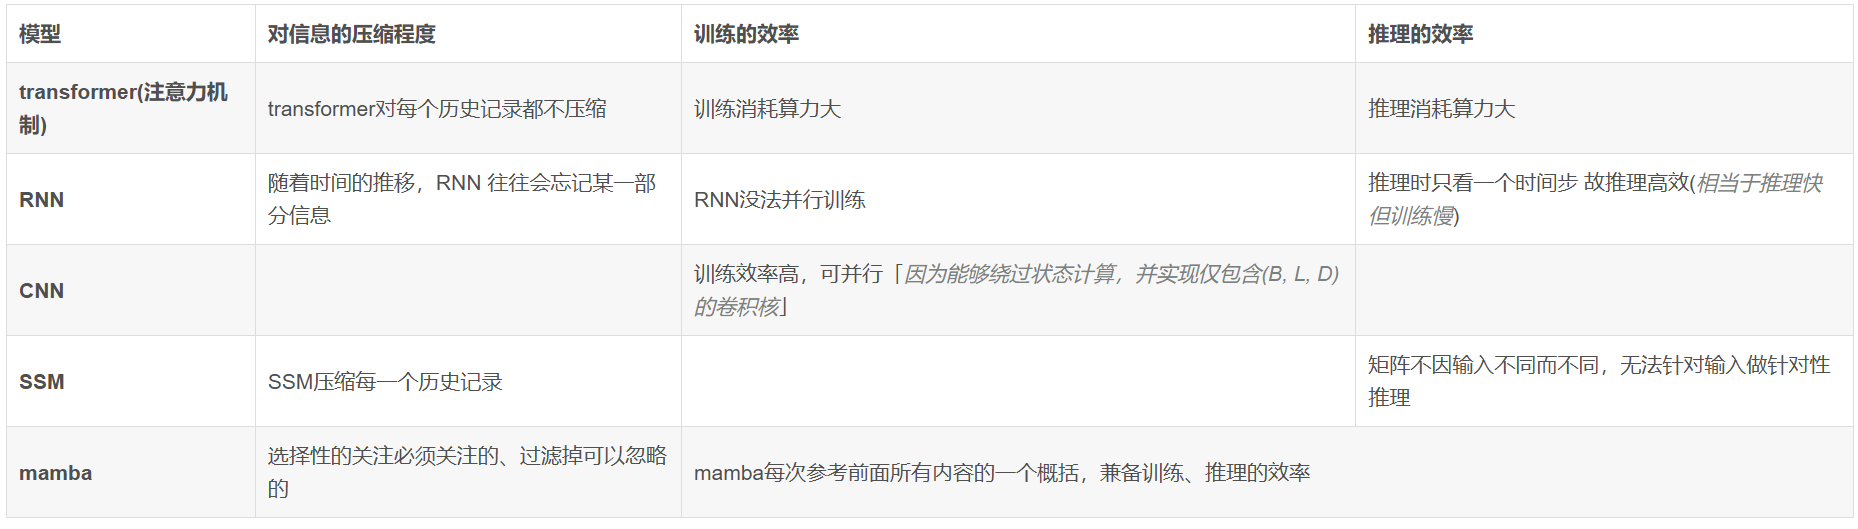 模型 对信息的压缩程度 训练的效率 推理的效率
transformer(注意力机
制)
transformer对每个历史记录都不压缩
训练消耗算力大
推理消耗算力大
RNN
随着时间的推移，RNN 往往会忘记某一部
分信息
RNN没法并行训练
推理时只看一个时间步 故推理高效(相当于推理快
但训练慢)
CNN
训练效率高，可并行「因为能够绕过状态计算，并实现仅包含(B, L, D)
的卷积核」
SSM
SSM压缩每一个历史记录
矩阵不因输入不同而不同，无法针对输入做针对性
推理
mamba
选择性的关注必须关注的、过滤掉可以忽略
的
mamba每次参考前面所有内容的一个概括，兼备训练、推理的效率